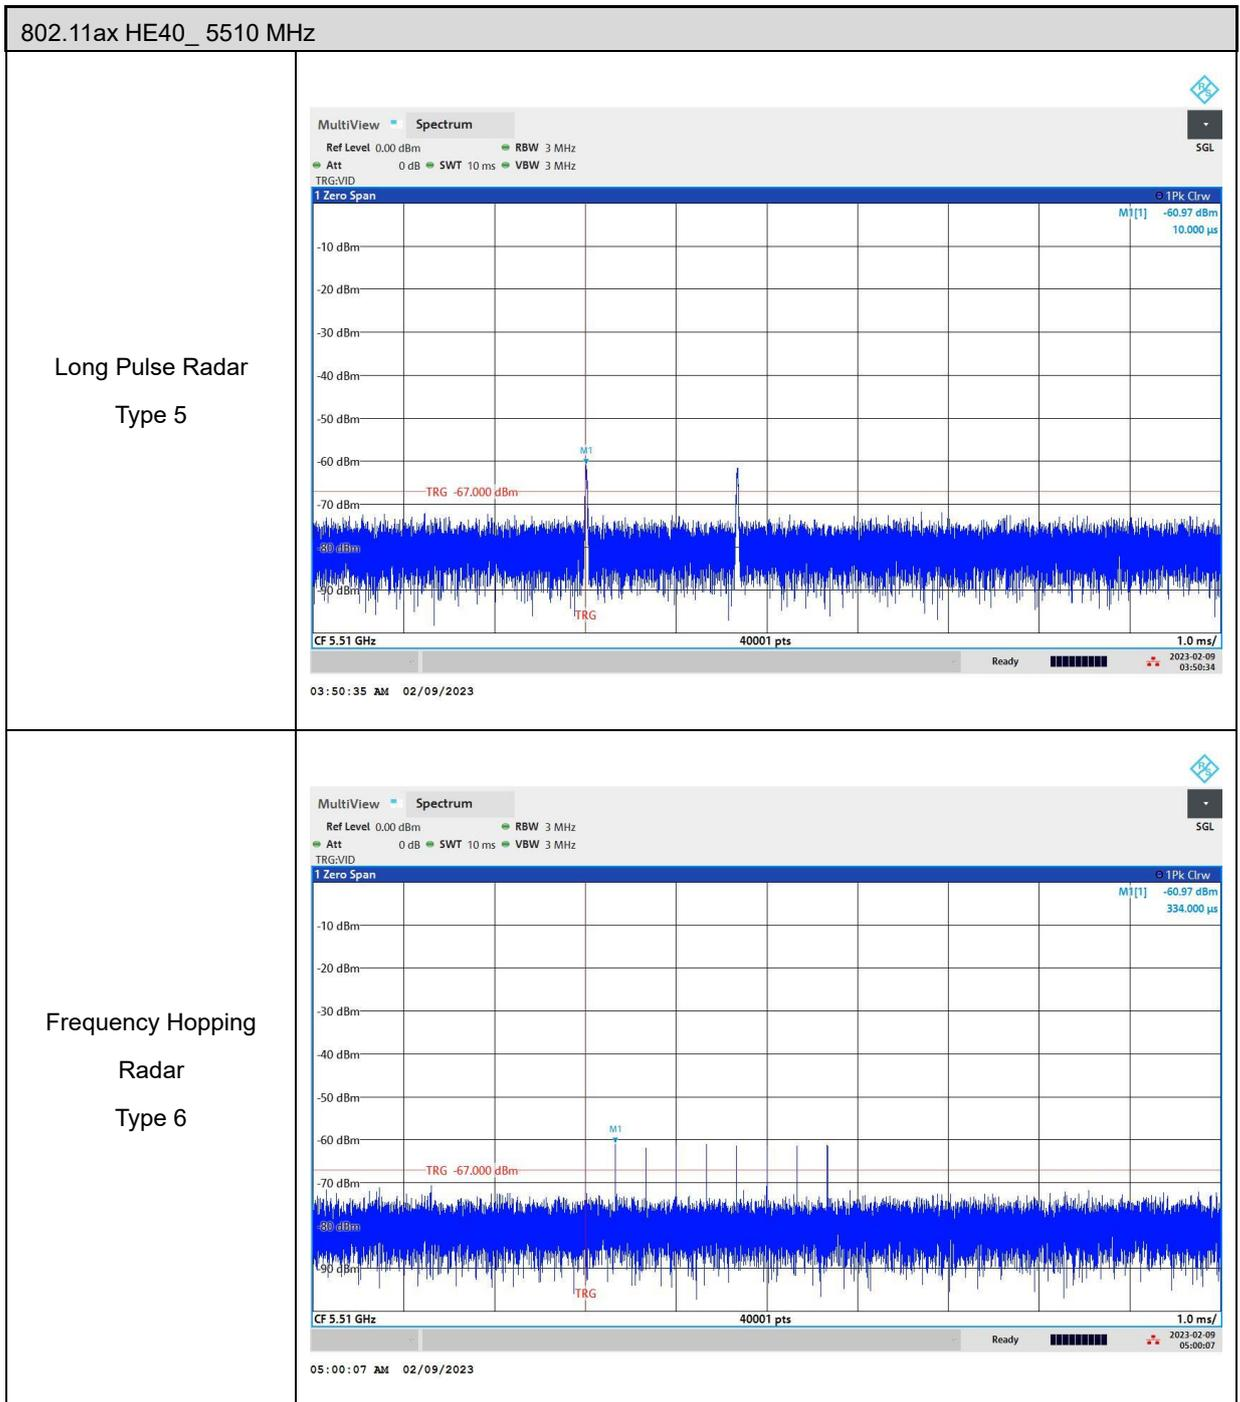 802.11ax HE40_ 5510 MHz
Long Pulse Radar
Type 5
R S
MultiView Spectrum
Ref Level 0.00 dBm RBW 3 MHz SGL
Att 0 dB SWT 10 ms VBW 3 MHz
TRG:VID
1 Zero Span 1Pk Clrw
M1[1] -60.97 dBm
10.000 µs
-10 dBm
-20 dBm
-30 dBm
-40 dBm
-50 dBm
M1
-60 dBm
TRG -67.000 dBm
-70 dBm
-80 dBm
-90 dBm
TRG
CF 5.51 GHz 40001 pts 1.0 ms/
Ready 2023-02-09
03:50:34
03:50:35 AM 02/09/2023
Frequency Hopping
Radar
Type 6
R S
MultiView Spectrum
Ref Level 0.00 dBm RBW 3 MHz SGL
Att 0 dB SWT 10 ms VBW 3 MHz
TRG:VID
1 Zero Span 1Pk Clrw
M1[1] -60.97 dBm
334.000 µs
-10 dBm
-20 dBm
-30 dBm
-40 dBm
-50 dBm
M1
-60 dBm
TRG -67.000 dBm
-70 dBm
-80 dBm
-90 dBm
TRG
CF 5.51 GHz 40001 pts 1.0 ms/
Ready 2023-02-09
05:00:07
05:00:07 AM 02/09/2023